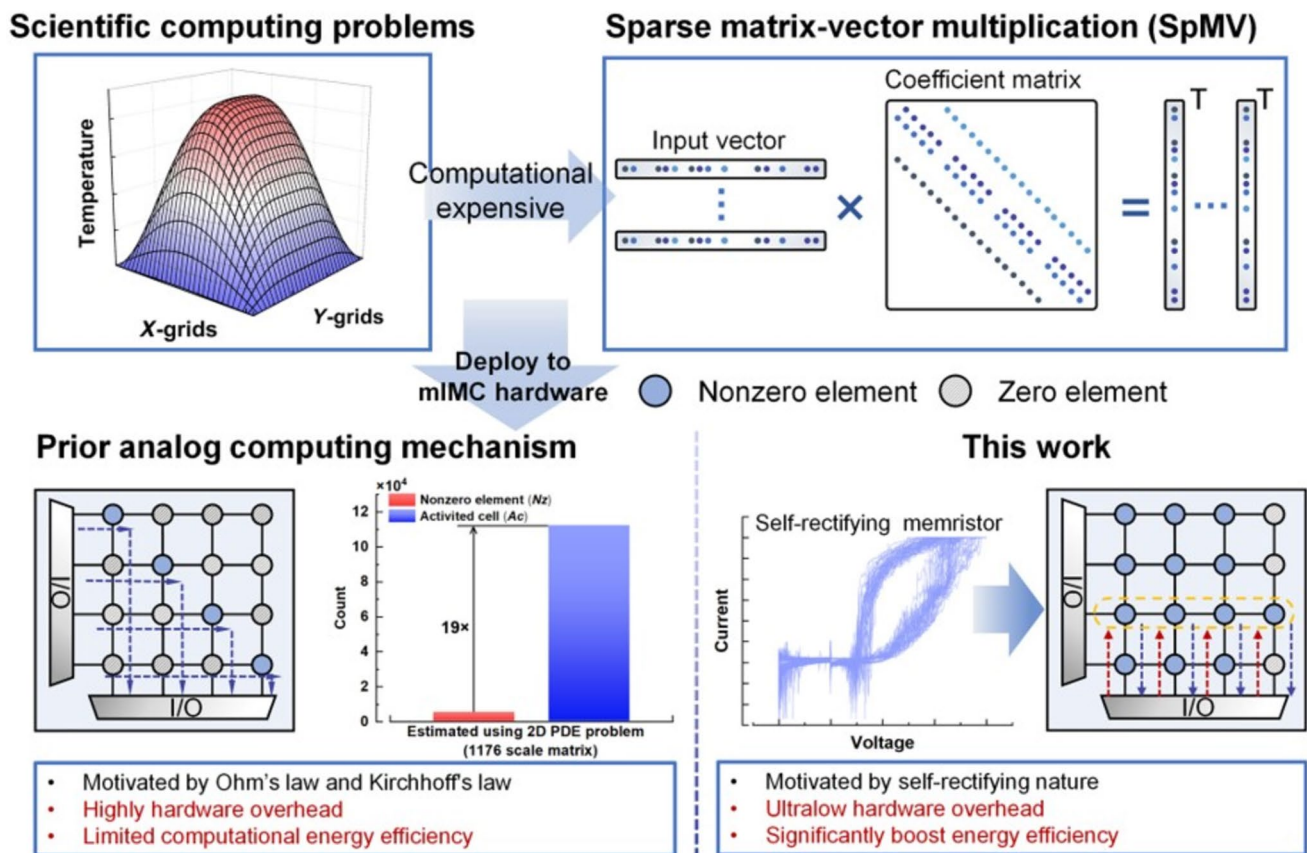 Scientific computing problems
Temperature
X-grids
Y-grids
Computational
expensive
Sparse matrix-vector multiplication (SpMV)
Coefficient matrix
Input vector
×
=
T
T
Deploy to
mIMC hardware
Nonzero element
Zero element
Prior analog computing mechanism
I/O
I/O
×10⁴
Nonzero element (Nz)
Activited cell (Ac)
12
10
8
6
4
2
0
Count
19×
Estimated using 2D PDE problem
(1176 scale matrix)
• Motivated by Ohm's law and Kirchhoff's law
• Highly hardware overhead
• Limited computational energy efficiency
This work
Self-rectifying memristor
Current
Voltage
I/O
I/O
• Motivated by self-rectifying nature
• Ultralow hardware overhead
• Significantly boost energy efficiency